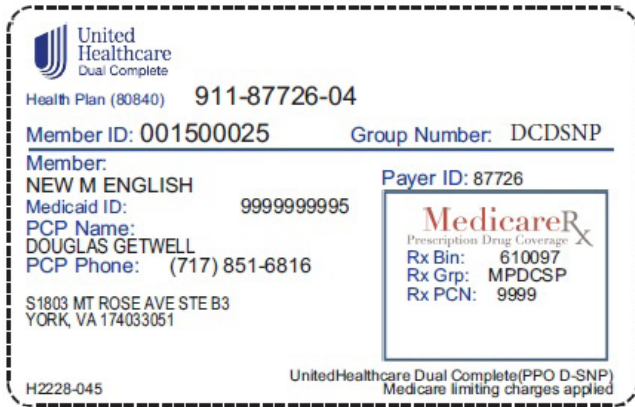 United
Healthcare
Dual Complete
Health Plan (80840) 911-87726-04
Member ID: 001500025 Group Number: DCDSNP
Member:
NEW M ENGLISH
Payer ID: 87726
Medicaid ID: 9999999995
PCP Name:
DOUGLAS GETWELL
PCP Phone: (717) 851-6816
MedicareRx
Prescription Drug Coverage
Rx Bin: 610097
Rx Grp: MPDCSP
Rx PCN: 9999
S1803 MT ROSE AVE STE B3
YORK, VA 174033051
UnitedHealthcare Dual Complete(PPO D-SNP)
H2228-045 Medicare limiting charges applied